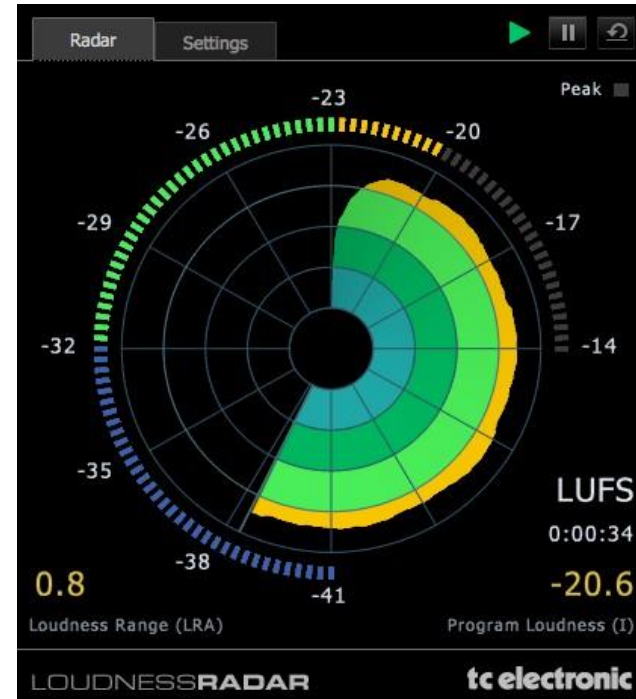 Radar Settings
Peak
-23
-26 -20
-29 -17
-32 -14
-35
LUFS
0:00:34
-38
0.8 -41 -20.6
Loudness Range (LRA) Program Loudness (I)
LOUDNESSRADAR tc electronic